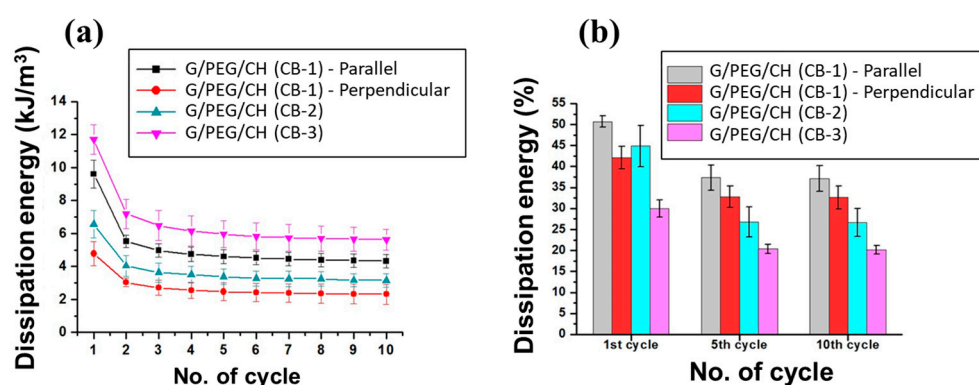 (a)
G/PEG/CH (CB-1) - Parallel
G/PEG/CH (CB-1) - Perpendicular
G/PEG/CH (CB-2)
G/PEG/CH (CB-3)
Dissipation energy (kJ/m³)
14
12
10
8
6
4
2
0
1 2 3 4 5 6 7 8 9 10
No. of cycle
(b)
G/PEG/CH (CB-1) - Parallel
G/PEG/CH (CB-1) - Perpendicular
G/PEG/CH (CB-2)
G/PEG/CH (CB-3)
Dissipation energy (%)
55
50
45
40
35
30
25
20
15
10
5
0
1st cycle 5th cycle 10th cycle
No. of cycle